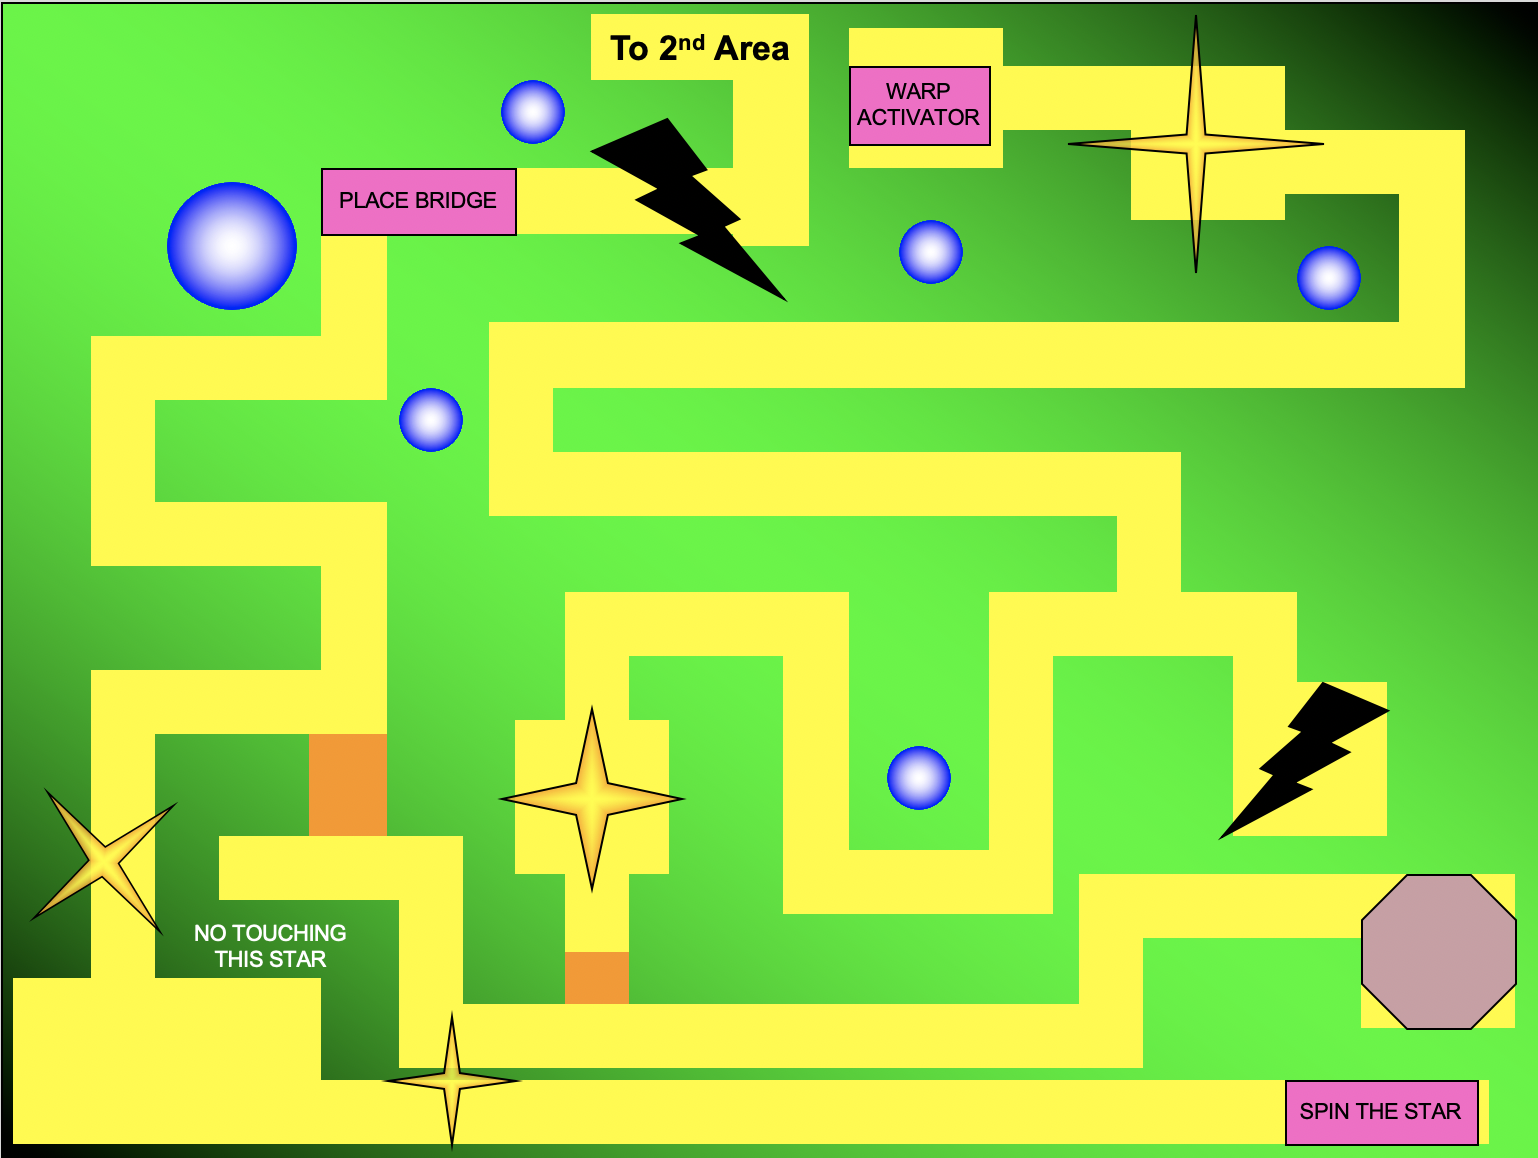 To 2nd Area
WARP
ACTIVATOR
PLACE BRIDGE
NO TOUCHING
THIS STAR
SPIN THE STAR